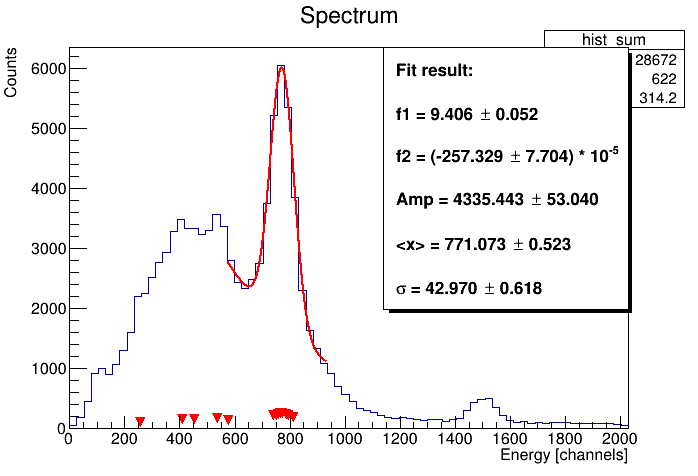 Spectrum
hist_sum
28672
622
314.2
Counts
6000
5000
4000
3000
2000
1000
0
Fit result:
f1 = 9.406 ± 0.052
f2 = (-257.329 ± 7.704) * 10^-5
Amp = 4335.443 ± 53.040
<x> = 771.073 ± 0.523
σ = 42.970 ± 0.618
0 200 400 600 800 1000 1200 1400 1600 1800 2000
Energy [channels]